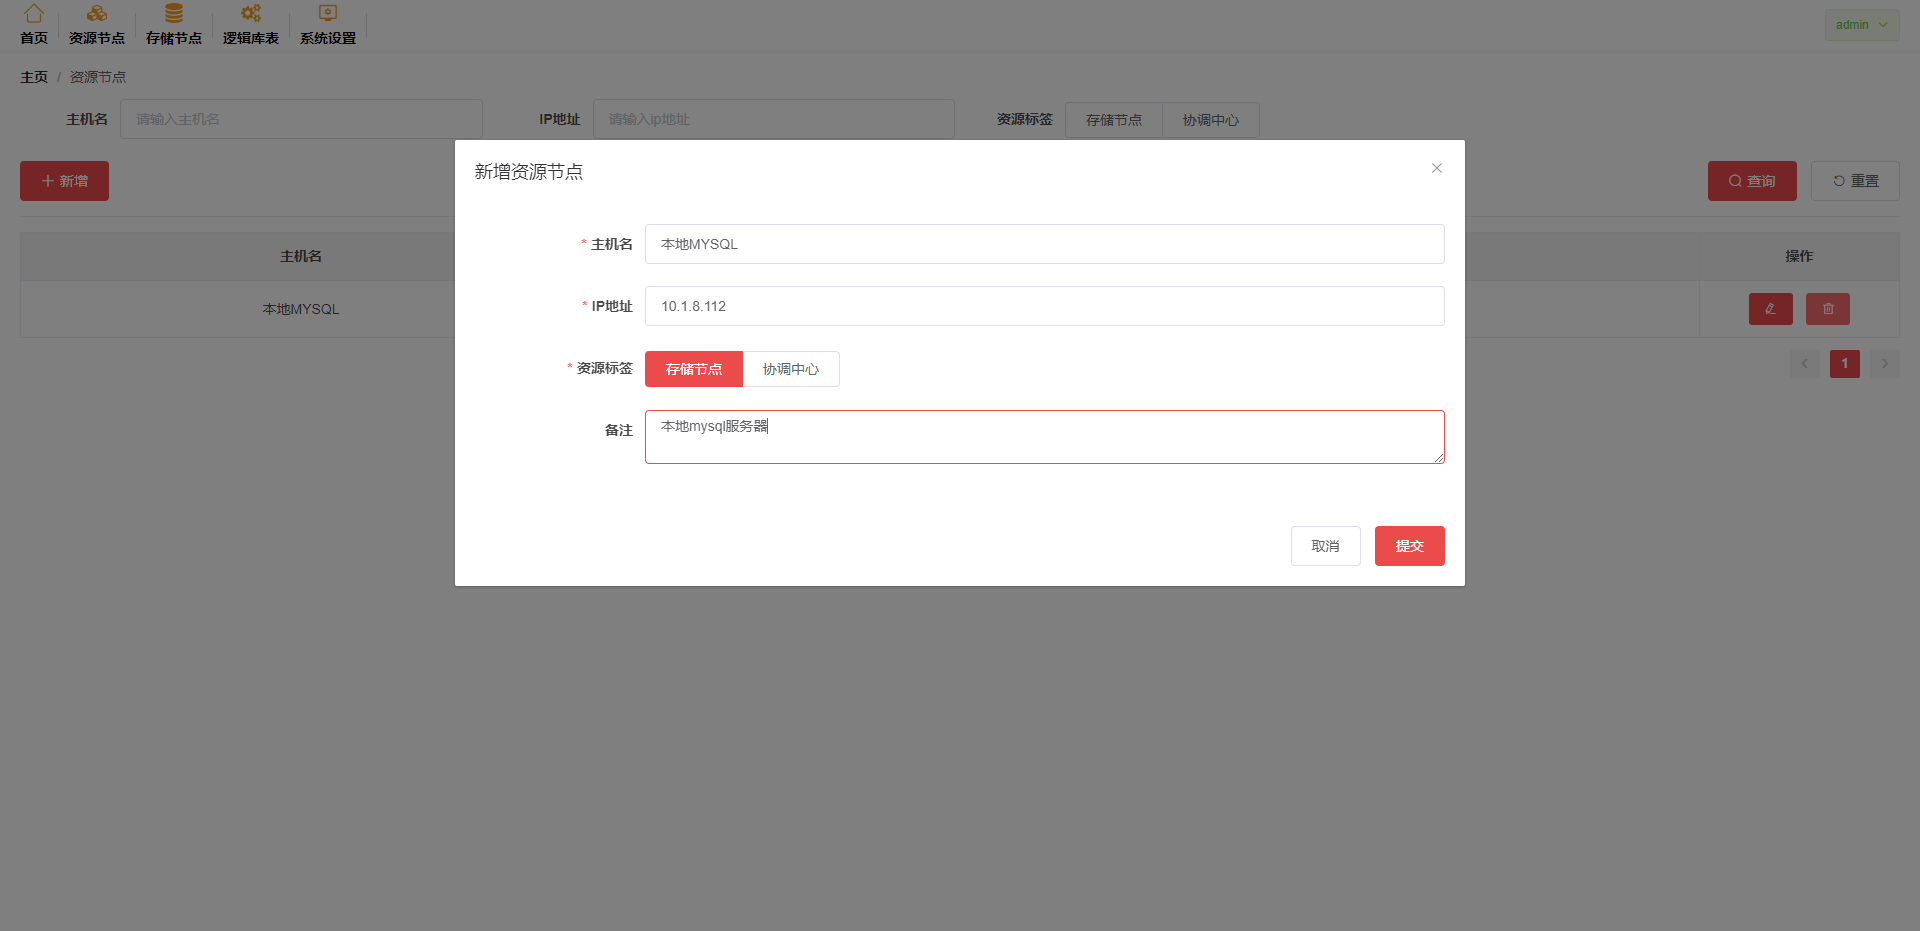 首页 资源节点 存储节点 逻辑库表 系统设置 admin
主页 / 资源节点
主机名 请输入主机名 IP地址 请输入ip地址 资源标签 存储节点 协调中心
新增 查询 重置
主机名 操作
本地MYSQL
1
新增资源节点
* 主机名 本地MYSQL
* IP地址 10.1.8.112
* 资源标签 存储节点 协调中心
备注 本地mysql服务器
取消 提交